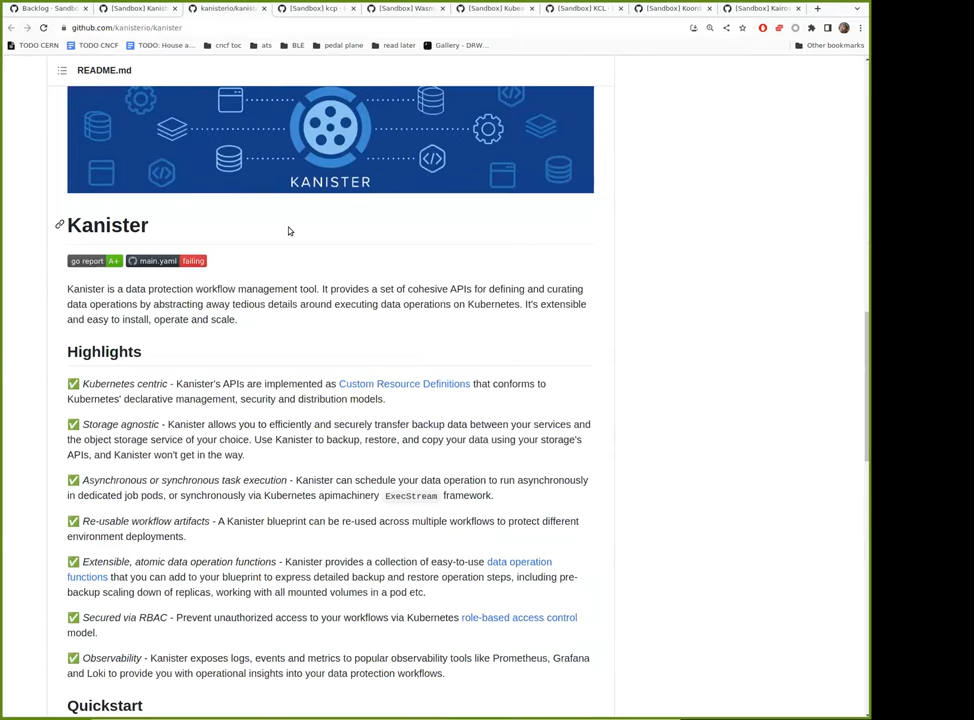 Backlog - Sandbo
[Sandbox] Kanist
kanisterio/kaniste
[Sandbox] kcp -
[Sandbox] Wasm
[Sandbox] Kube
[Sandbox] KCL -
[Sandbox] Koord
[Sandbox] Kairo
github.com/kanisterio/kanister
TODO CERN TODO CNCF TODO: House a... cncf toc ats BLE pedal plane read later Gallery - DRW... Other bookmarks
README.md
KANISTER
Kanister
go report A+ main.yaml failing
Kanister is a data protection workflow management tool. It provides a set of cohesive APIs for defining and curating
data operations by abstracting away tedious details around executing data operations on Kubernetes. It's extensible
and easy to install, operate and scale.
Highlights
✅ Kubernetes centric - Kanister's APIs are implemented as Custom Resource Definitions that conforms to
Kubernetes' declarative management, security and distribution models.
✅ Storage agnostic - Kanister allows you to efficiently and securely transfer backup data between your services and
the object storage service of your choice. Use Kanister to backup, restore, and copy your data using your storage's
APIs, and Kanister won't get in the way.
✅ Asynchronous or synchronous task execution - Kanister can schedule your data operation to run asynchronously
in dedicated job pods, or synchronously via Kubernetes apimachinery ExecStream framework.
✅ Re-usable workflow artifacts - A Kanister blueprint can be re-used across multiple workflows to protect different
environment deployments.
✅ Extensible, atomic data operation functions - Kanister provides a collection of easy-to-use data operation
functions that you can add to your blueprint to express detailed backup and restore operation steps, including pre-
backup scaling down of replicas, working with all mounted volumes in a pod etc.
✅ Secured via RBAC - Prevent unauthorized access to your workflows via Kubernetes role-based access control
model.
✅ Observability - Kanister exposes logs, events and metrics to popular observability tools like Prometheus, Grafana
and Loki to provide you with operational insights into your data protection workflows.
Quickstart